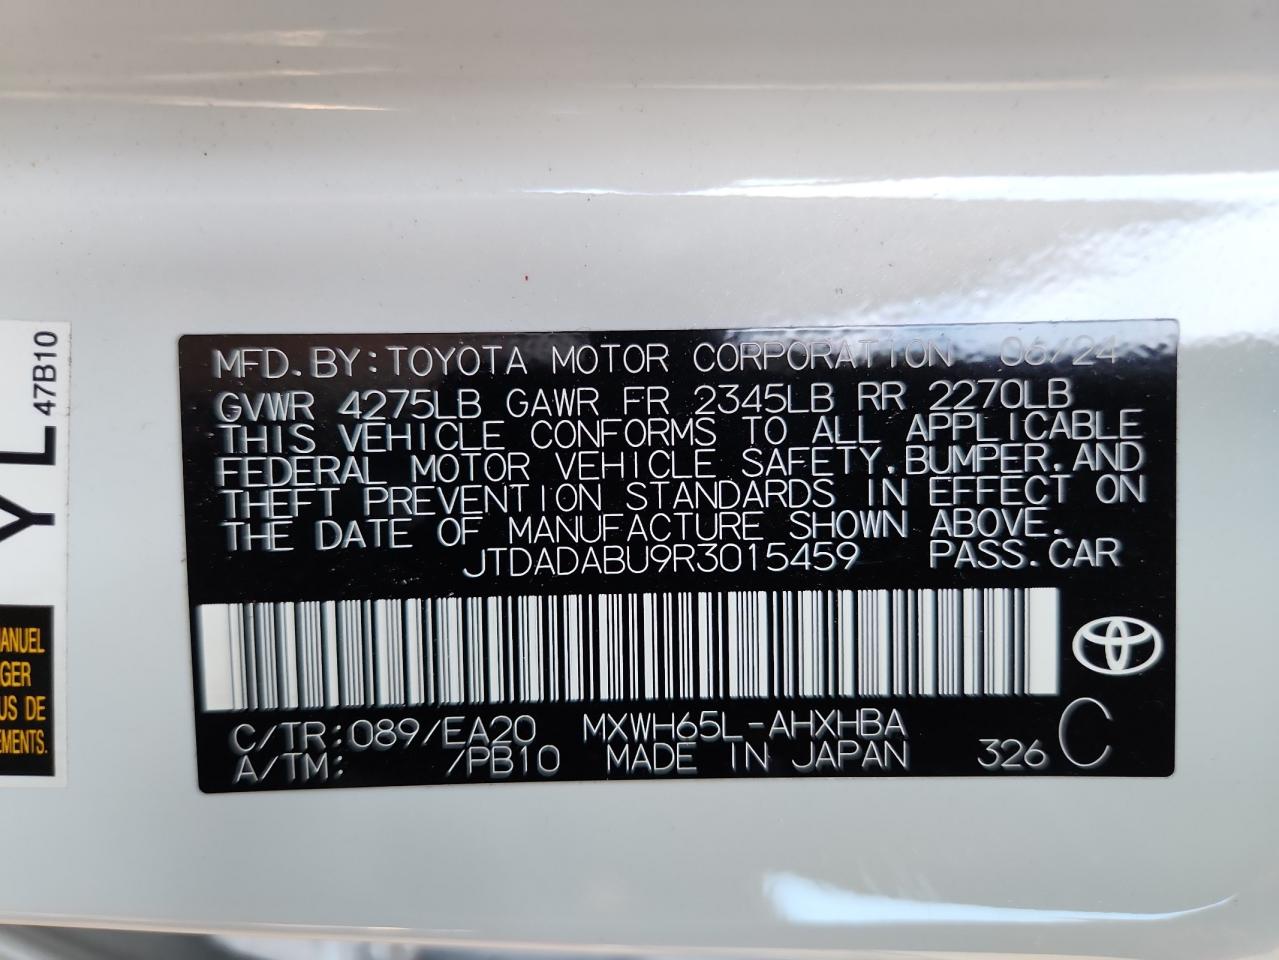 MFD. BY:TOYOTA MOTOR CORPORATION 06/24
GVWR 4275LB GAWR FR 2345LB RR 2270LB
THIS VEHICLE CONFORMS TO ALL APPLICABLE
FEDERAL MOTOR VEHICLE SAFETY.BUMPER.AND
THEFT PREVENTION STANDARDS IN EFFECT ON
THE DATE OF MANUFACTURE SHOWN ABOVE.
JTDADABU9R3015459 PASS.CAR
C/TR:089/EA20 MXWH65L-AHXHBA
A/TM: /PB10 MADE IN JAPAN 326 C
47B10
YL
MANUEL
GER
US DE
EMENTS.